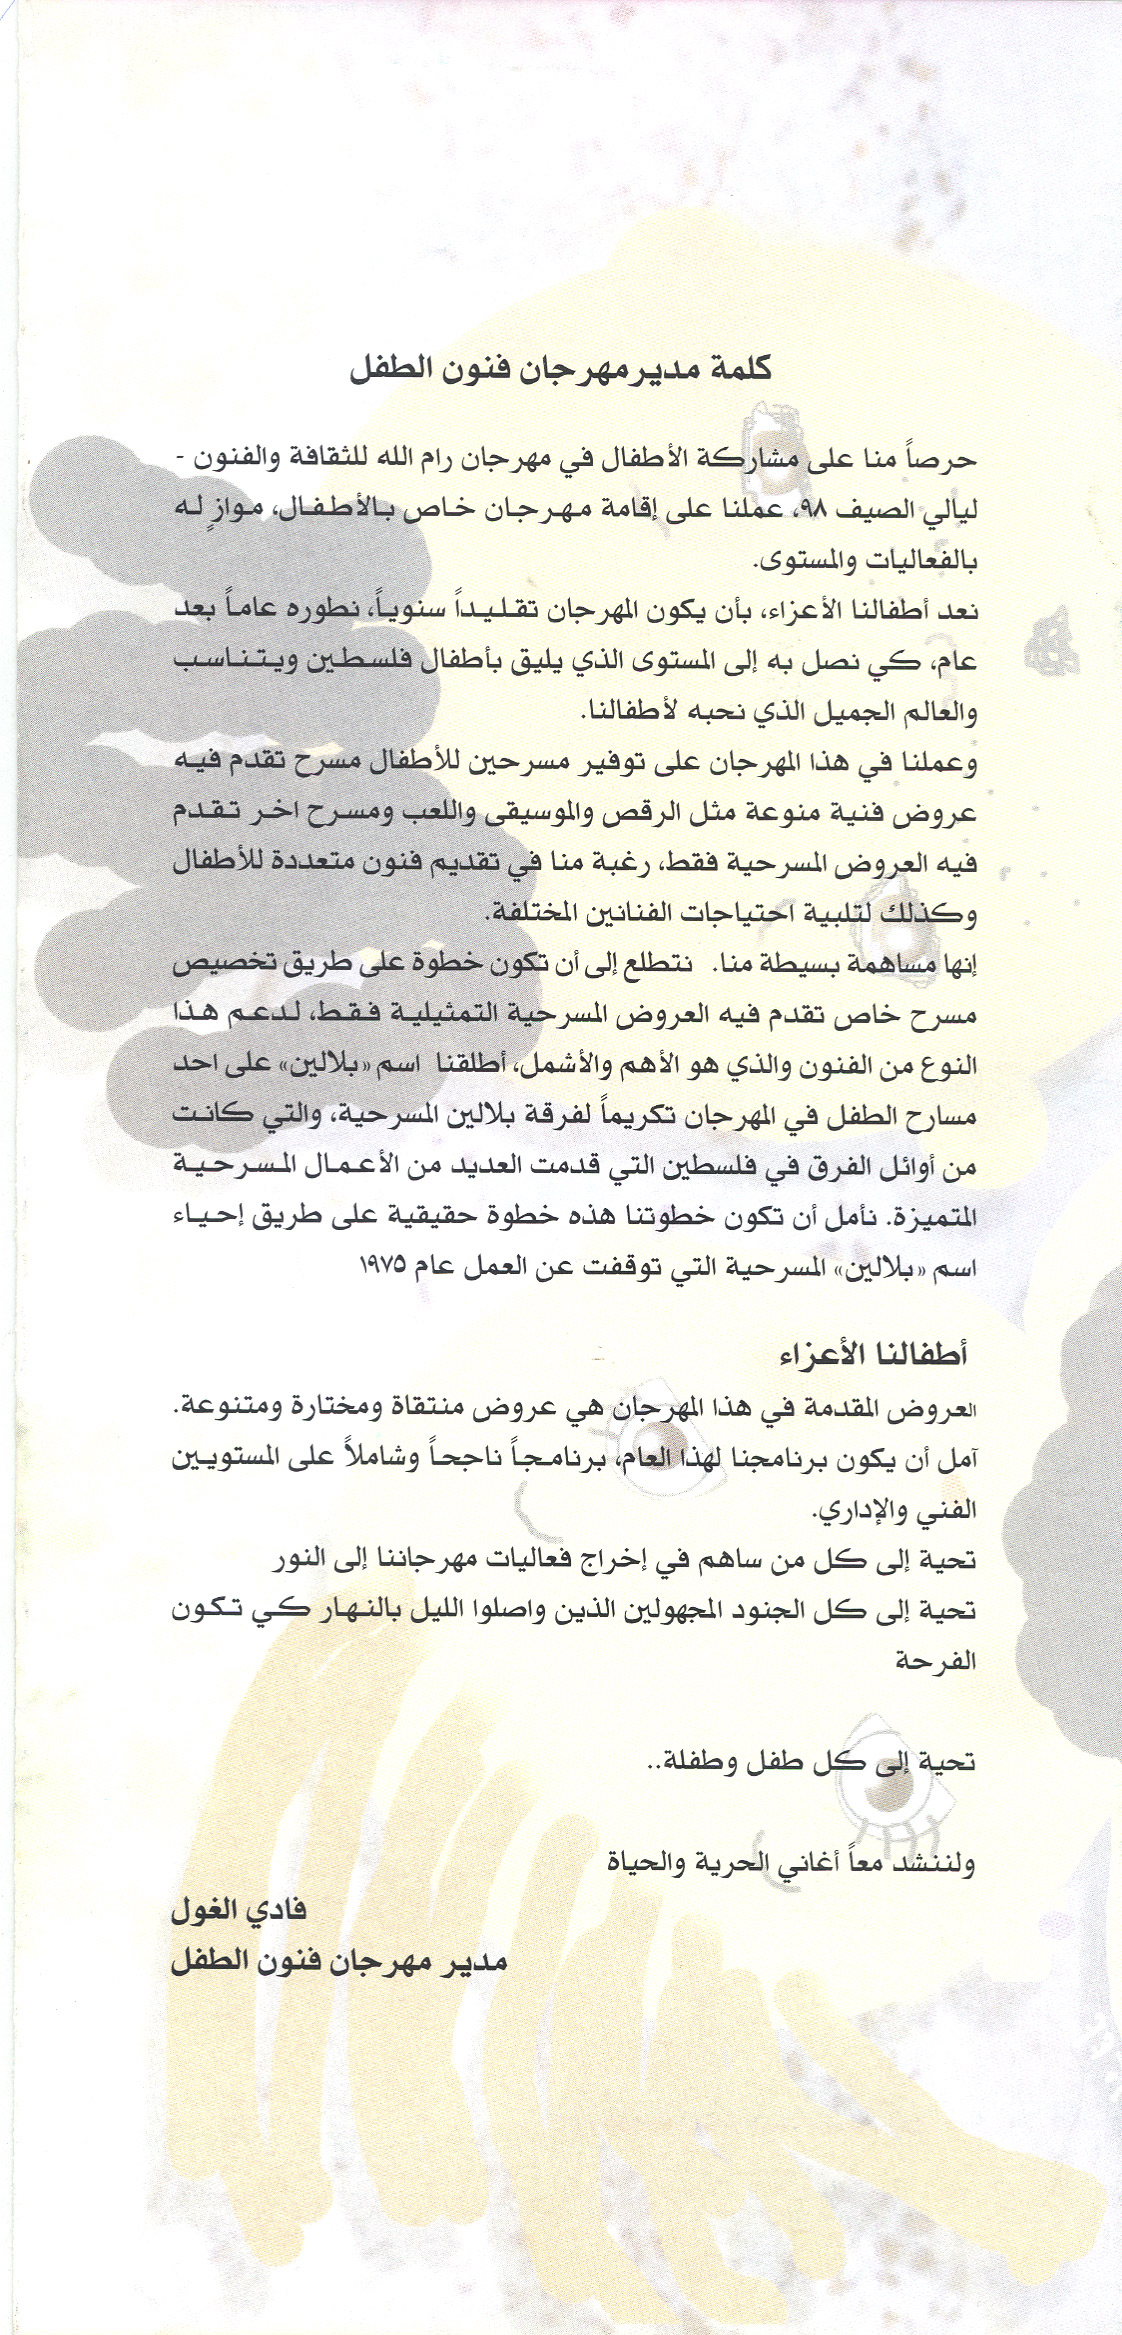 كلمة مدير مهرجان فنون الطفل
حرصاً منا على مشاركة الأطفال في مهرجان رام الله للثقافة والفنون -
ليالي الصيف ٩٨، عملنا على إقامة مهرجان خاص بالأطفال، موازٍ له
بالفعاليات والمستوى.
نعد أطفالنا الأعزاء، بأن يكون المهرجان تقليداً سنوياً، نطوره عاماً بعد
عام، كي نصل به إلى المستوى الذي يليق بأطفال فلسطين ويتناسب
والعالم الجميل الذي نحبه لأطفالنا.
وعملنا في هذا المهرجان على توفير مسرحين للأطفال مسرح تقدم فيه
عروض فنية منوعة مثل الرقص والموسيقى واللعب ومسرح اخر تقدم
فيه العروض المسرحية فقط، رغبة منا في تقديم فنون متعددة للأطفال
وكذلك لتلبية احتياجات الفنانين المختلفة.
إنها مساهمة بسيطة منا. نتطلع إلى أن تكون خطوة على طريق تخصيص
مسرح خاص تقدم فيه العروض المسرحية التمثيلية فقط، لدعم هذا
النوع من الفنون والذي هو الأهم والأشمل، أطلقنا اسم «بلالين» على احد
مسارح الطفل في المهرجان تكريماً لفرقة بلالين المسرحية، والتي كانت
من أوائل الفرق في فلسطين التي قدمت العديد من الأعمال المسرحية
المتميزة. نأمل أن تكون خطوتنا هذه خطوة حقيقية على طريق إحياء
اسم «بلالين» المسرحية التي توقفت عن العمل عام ١٩٧٥
أطفالنا الأعزاء
العروض المقدمة في هذا المهرجان هي عروض منتقاة ومختارة ومتنوعة.
آمل أن يكون برنامجنا لهذا العام، برنامجاً ناجحاً وشاملاً على المستويين
الفني والإداري.
تحية إلى كل من ساهم في إخراج فعاليات مهرجاننا إلى النور
تحية إلى كل الجنود المجهولين الذين واصلوا الليل بالنهار كي تكون
الفرحة
تحية إلى كل طفل وطفلة..
ولننشد معاً أغاني الحرية والحياة
فادي الغول
مدير مهرجان فنون الطفل